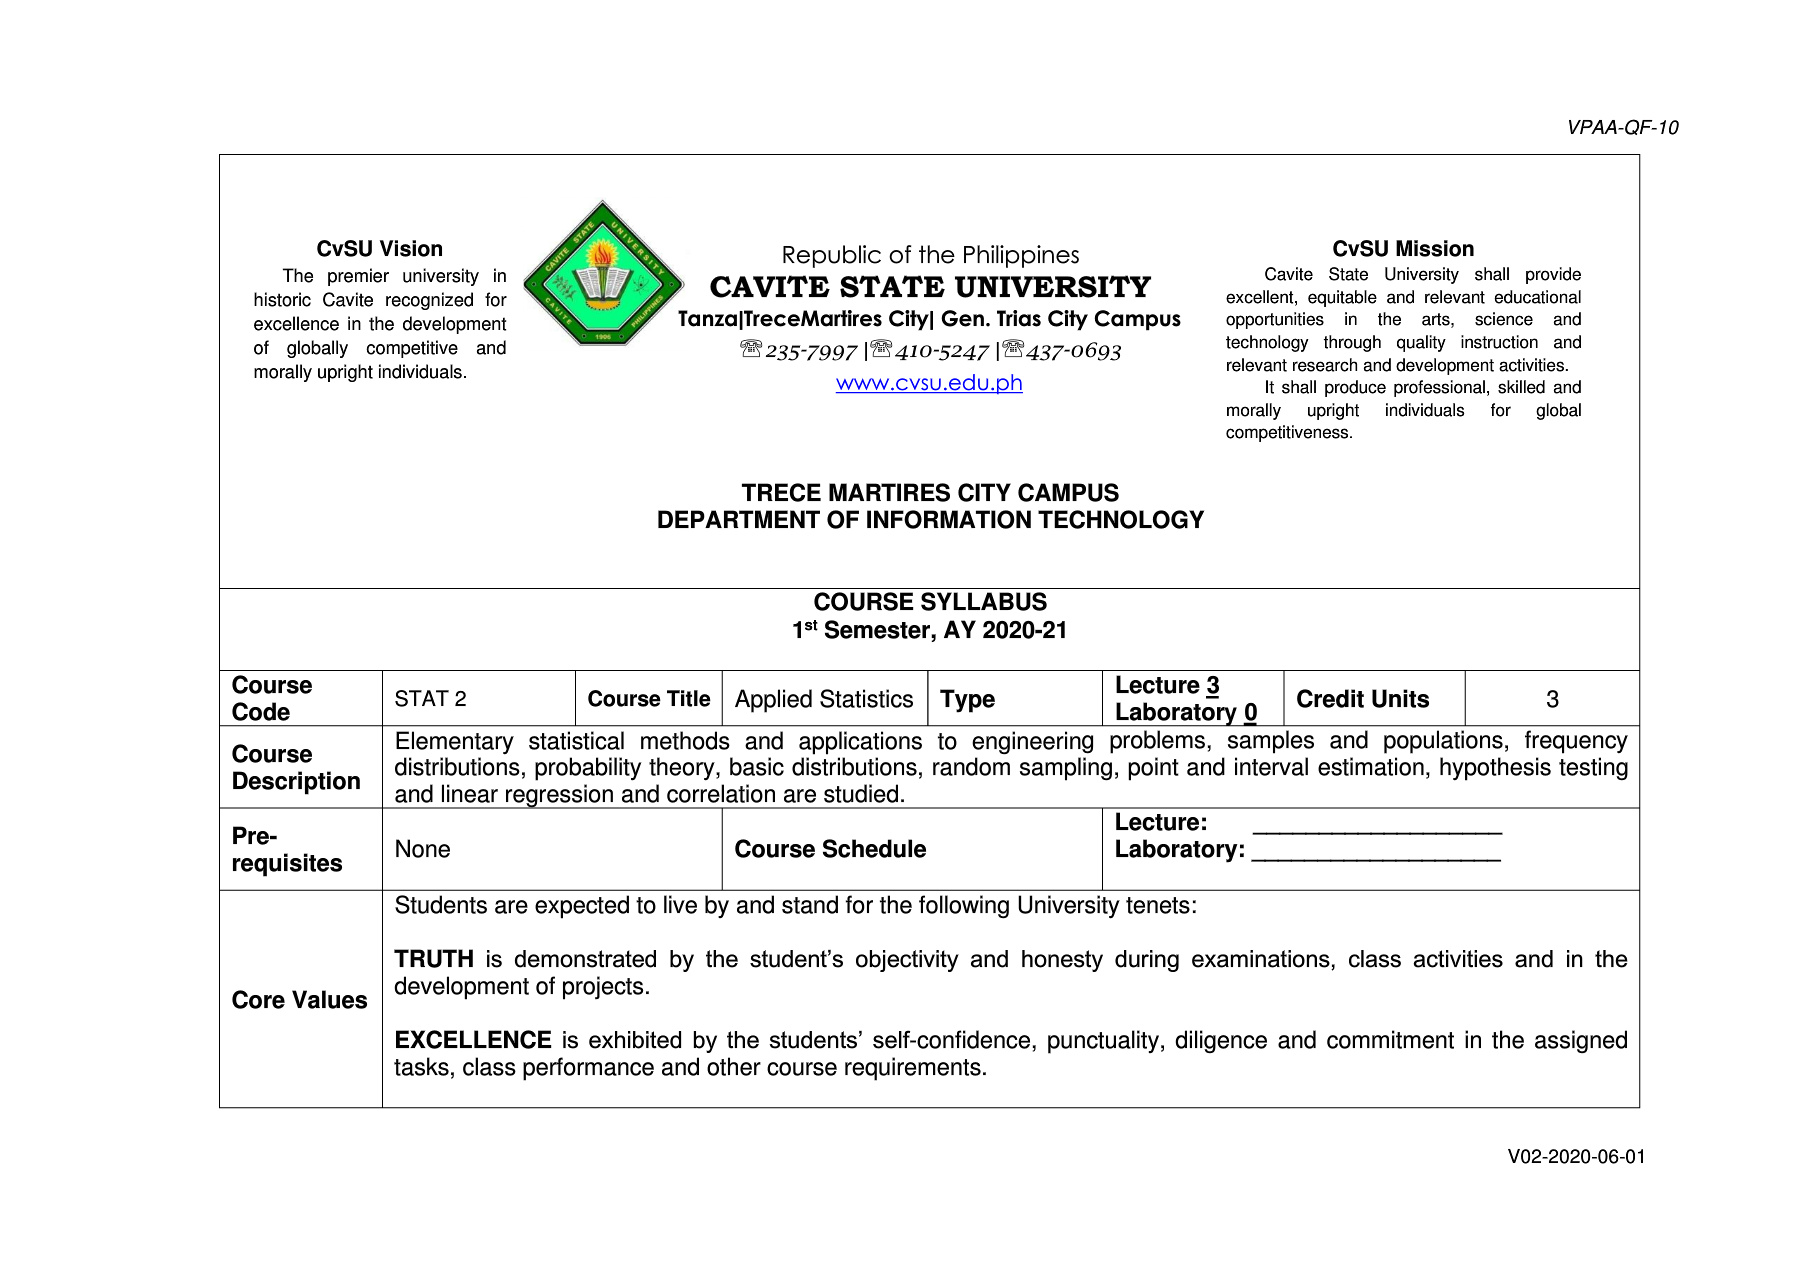 VPAA-QF-10
CvSU Vision
The premier university in
historic Cavite recognized for
excellence in the development
of globally competitive and
morally upright individuals.
CAVITE STATE UNIVERSITY
CAVITE
PHILIPPINES
1906
Republic of the Philippines
CAVITE STATE UNIVERSITY
Tanza|TreceMartires City| Gen. Trias City Campus
☏235-7997 |☏410-5247 |☏437-0693
www.cvsu.edu.ph
CvSU Mission
Cavite State University shall provide
excellent, equitable and relevant educational
opportunities in the arts, science and
technology through quality instruction and
relevant research and development activities.
It shall produce professional, skilled and
morally upright individuals for global
competitiveness.
TRECE MARTIRES CITY CAMPUS
DEPARTMENT OF INFORMATION TECHNOLOGY
COURSE SYLLABUS
1st Semester, AY 2020-21
Course
Code
STAT 2
Course Title
Applied Statistics
Type
Lecture 3
Laboratory 0
Credit Units
3
Course
Description
Elementary statistical methods and applications to engineering problems, samples and populations, frequency
distributions, probability theory, basic distributions, random sampling, point and interval estimation, hypothesis testing
and linear regression and correlation are studied.
Pre-
requisites
None
Course Schedule
Lecture: ___________________
Laboratory: ___________________
Core Values
Students are expected to live by and stand for the following University tenets:
TRUTH is demonstrated by the student’s objectivity and honesty during examinations, class activities and in the
development of projects.
EXCELLENCE is exhibited by the students’ self-confidence, punctuality, diligence and commitment in the assigned
tasks, class performance and other course requirements.
V02-2020-06-01